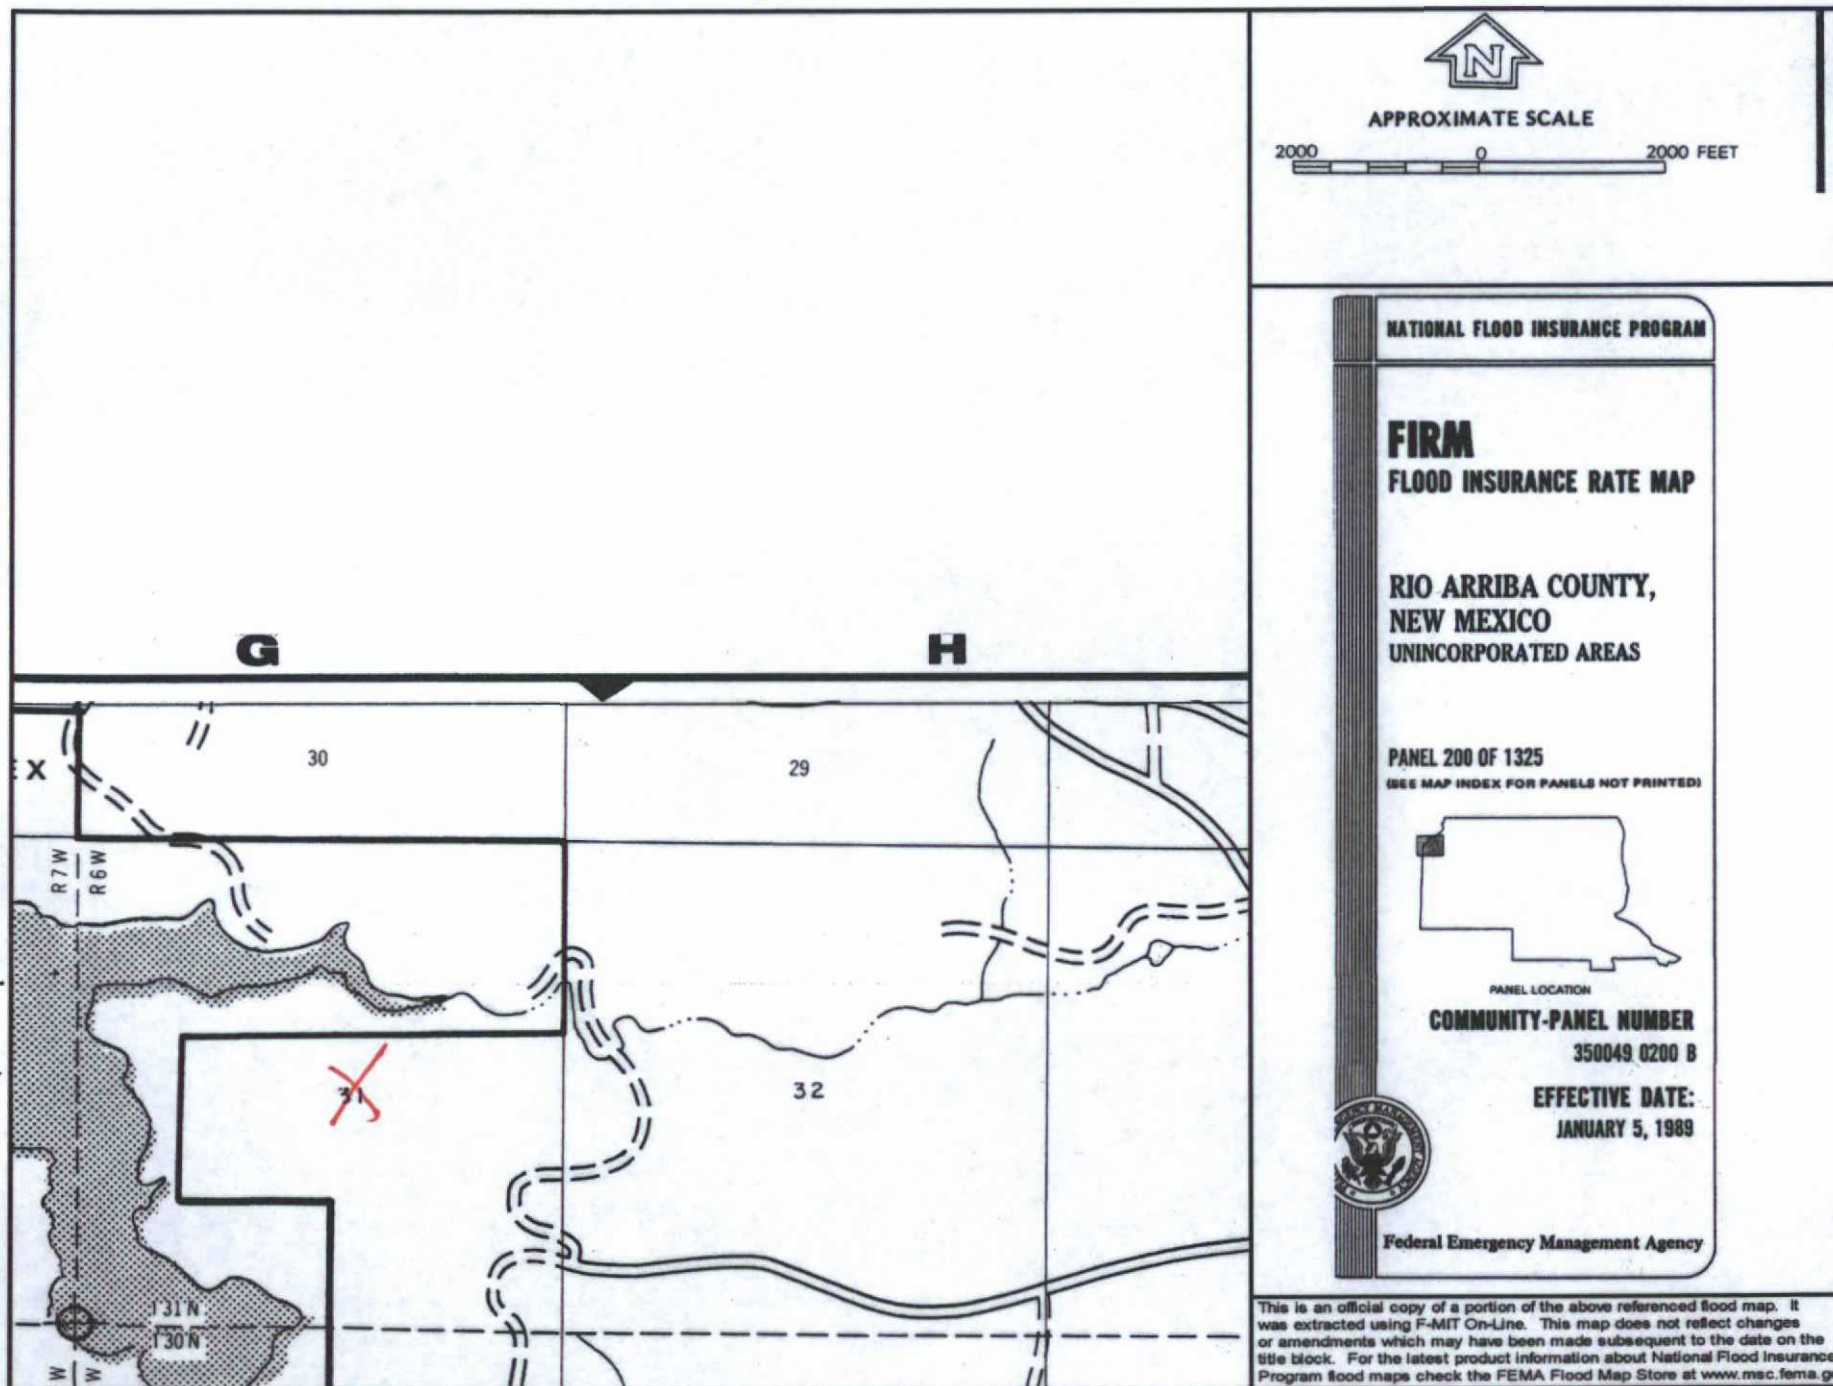 N
APPROXIMATE SCALE
2000 0 2000 FEET
NATIONAL FLOOD INSURANCE PROGRAM
FIRM
FLOOD INSURANCE RATE MAP
RIO ARRIBA COUNTY,
NEW MEXICO
UNINCORPORATED AREAS
PANEL 200 OF 1325
(SEE MAP INDEX FOR PANELS NOT PRINTED)
PANEL LOCATION
COMMUNITY-PANEL NUMBER
350049 0200 B
EFFECTIVE DATE:
JANUARY 5, 1989
Federal Emergency Management Agency
This is an official copy of a portion of the above referenced flood map. It
was extracted using F-MIT On-Line. This map does not reflect changes
or amendments which may have been made subsequent to the date on the
title block. For the latest product information about National Flood Insurance
Program flood maps check the FEMA Flood Map Store at www.msc.fema.g
G H
30
29
X
R7W
R6W
31
32
T31N
T30N
W
W